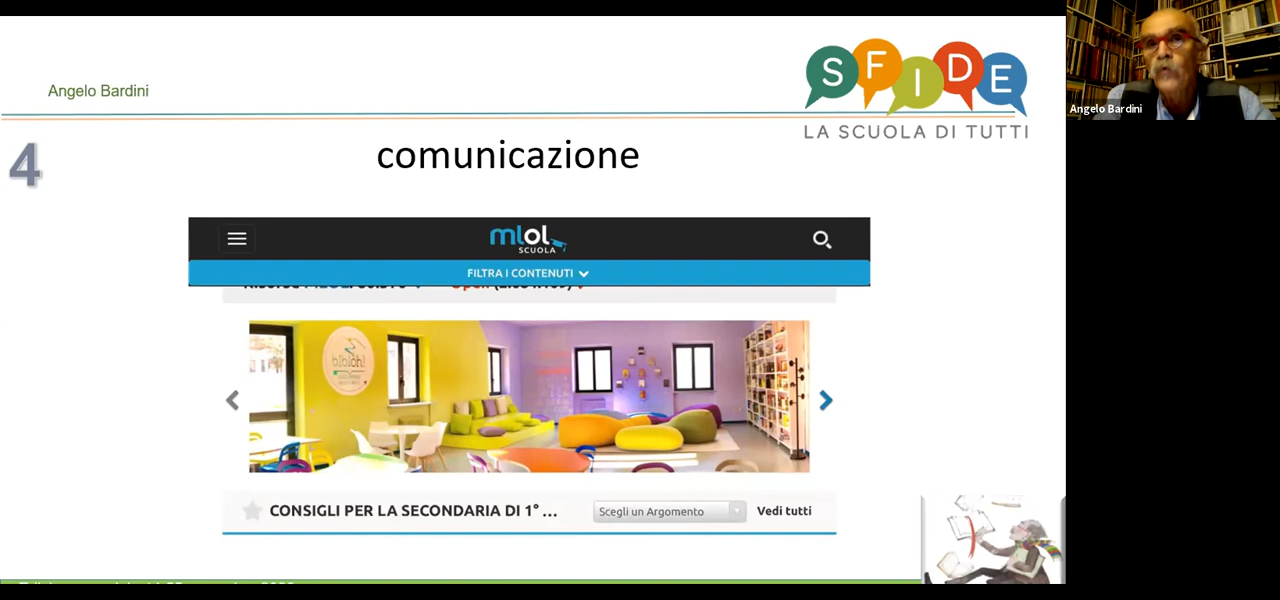 Angelo Bardini
SFIDE
LA SCUOLA DI TUTTI
Angelo Bardini
4
comunicazione
mlol
SCUOLA
FILTRA I CONTENUTI
bibloh!
CONSIGLI PER LA SECONDARIA DI 1° ...
Scegli un Argomento
Vedi tutti